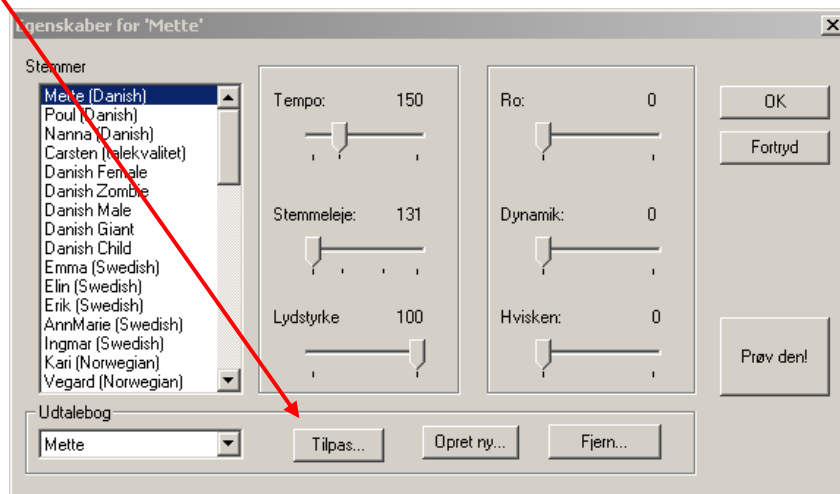 Egenskaber for 'Mette'
Stemmer
Mette (Danish)
Poul (Danish)
Nanna (Danish)
Carsten (talekvalitet)
Danish Female
Danish Zombie
Danish Male
Danish Giant
Danish Child
Emma (Swedish)
Elin (Swedish)
Erik (Swedish)
AnnMarie (Swedish)
Ingmar (Swedish)
Kari (Norwegian)
Vegard (Norwegian)
Tempo: 150
Stemmeleje: 131
Lydstyrke 100
Ro: 0
Dynamik: 0
Hvisken: 0
OK
Fortryd
Prøv den!
Udtalebog
Mette
Tilpas...
Opret ny...
Fjern...